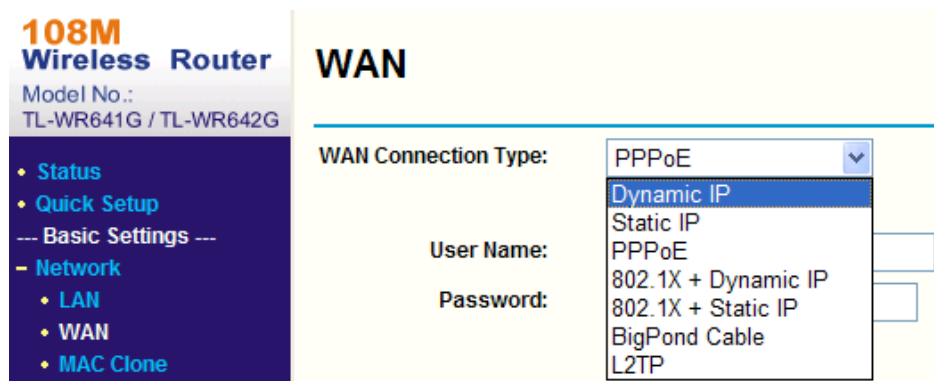 108M
Wireless Router
Model No.:
TL-WR641G / TL-WR642G
• Status
• Quick Setup
--- Basic Settings ---
– Network
• LAN
• WAN
• MAC Clone
WAN
WAN Connection Type:
PPPoE
Dynamic IP
Static IP
PPPoE
802.1X + Dynamic IP
802.1X + Static IP
BigPond Cable
L2TP
User Name:
Password: